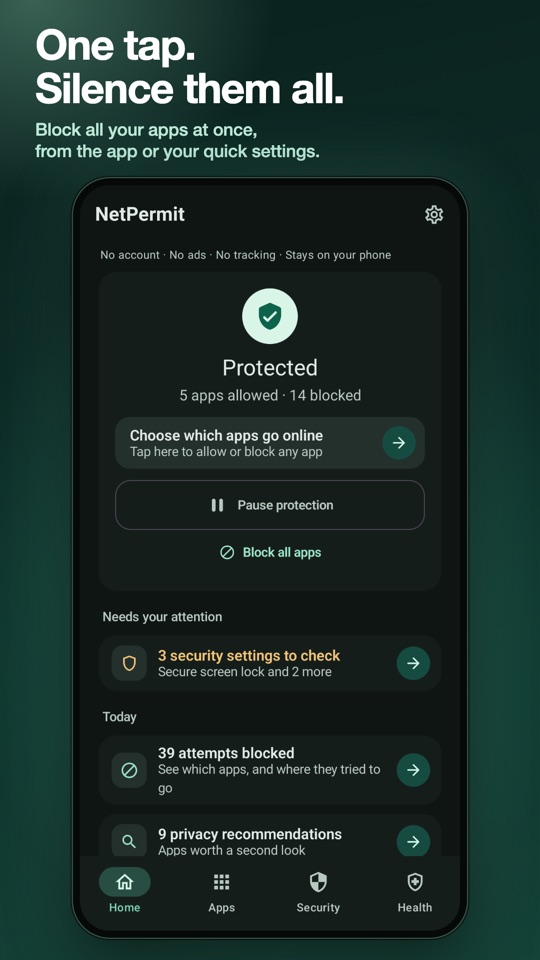 One tap.
Silence them all.
Block all your apps at once,
from the app or your quick settings.
NetPermit
No account · No ads · No tracking · Stays on your phone
Protected
5 apps allowed · 14 blocked
Choose which apps go online
Tap here to allow or block any app
Pause protection
Block all apps
Needs your attention
3 security settings to check
Secure screen lock and 2 more
Today
39 attempts blocked
See which apps, and where they tried to
go
9 privacy recommendations
Apps worth a second look
Home
Apps
Security
Health